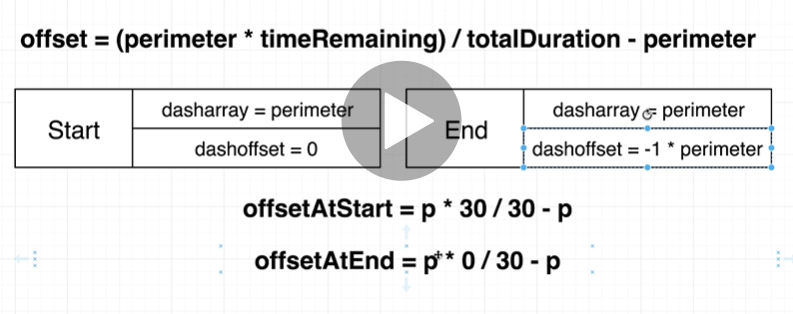 offset = (perimeter * timeRemaining) / totalDuration - perimeter
Start
dasharray = perimeter
dashoffset = 0
End
dasharray = perimeter
dashoffset = -1 * perimeter
offsetAtStart = p * 30 / 30 - p
offsetAtEnd = p * 0 / 30 - p